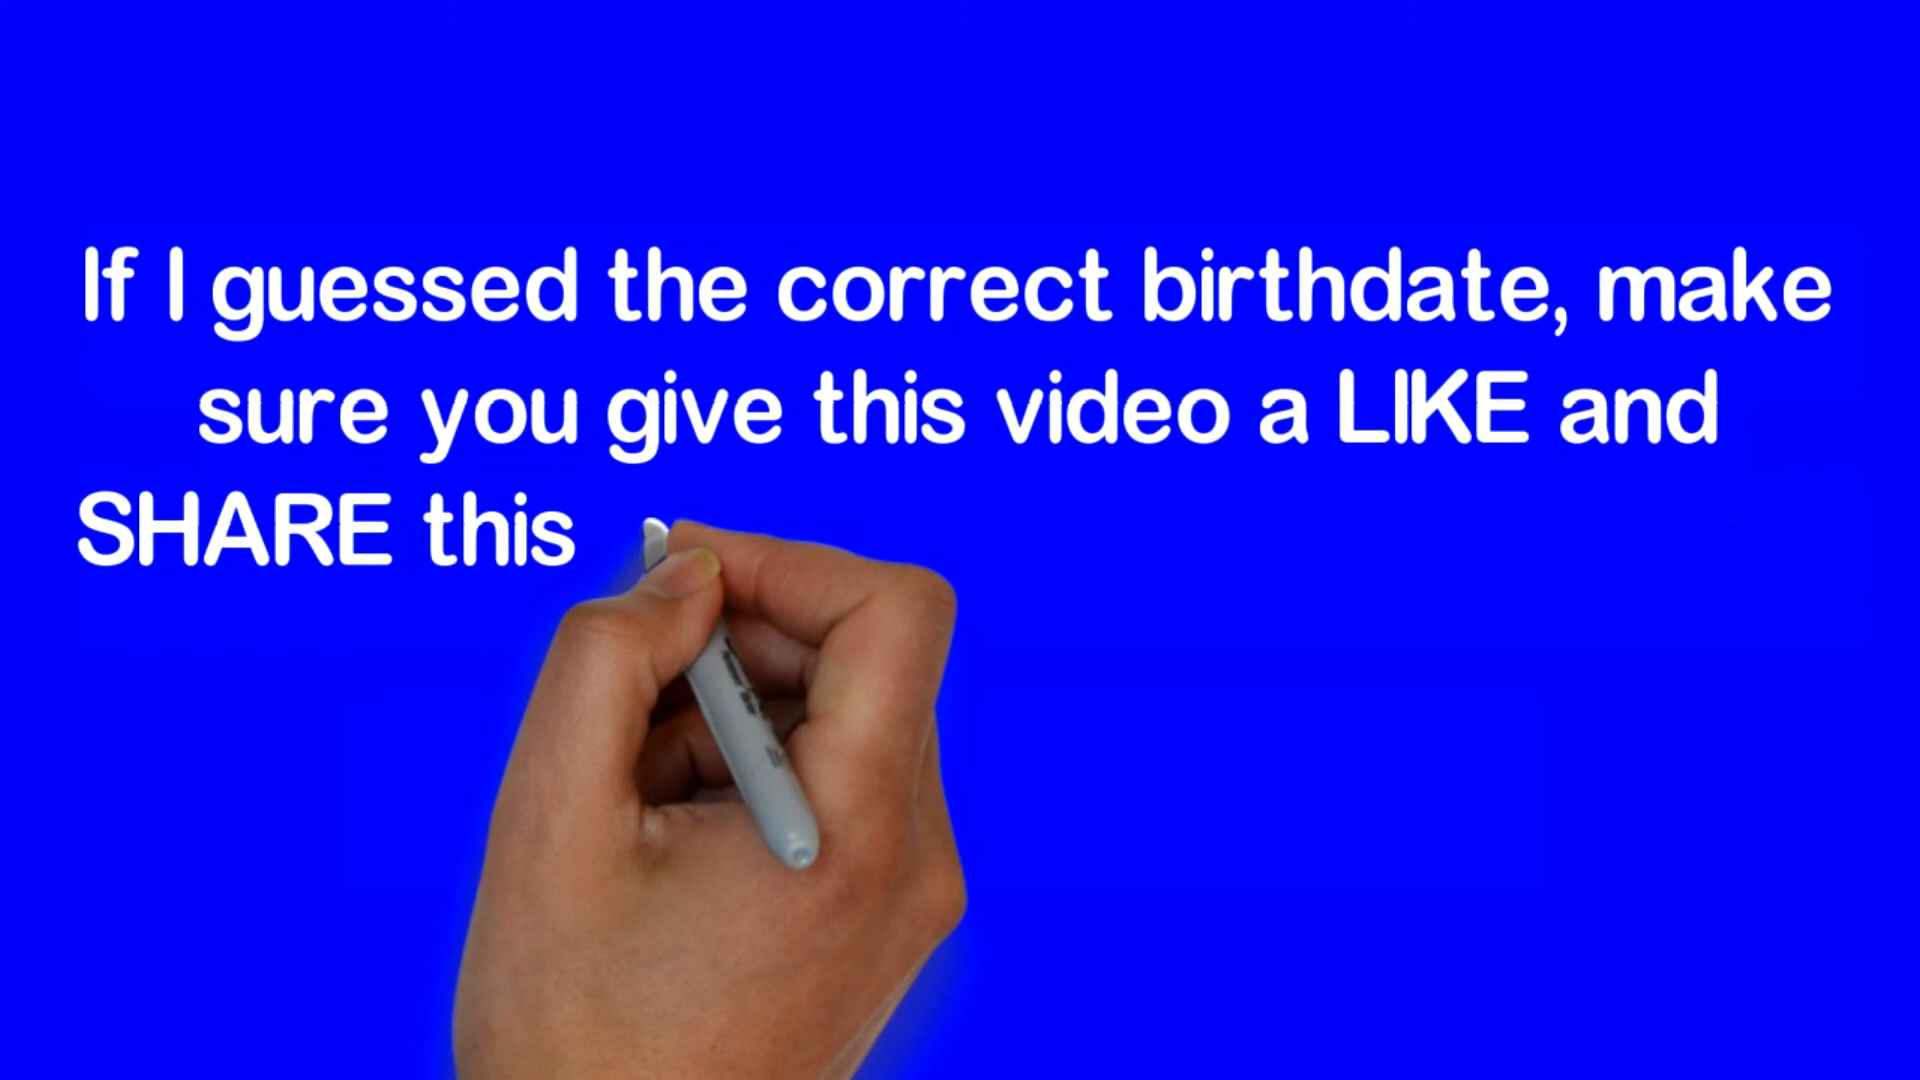 If I guessed the correct birthdate, make
sure you give this video a LIKE and
SHARE this